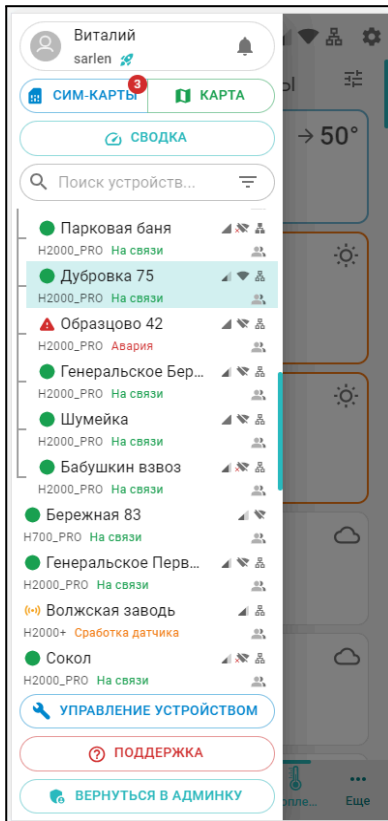 Виталий
sarlen
СИМ-КАРТЫ
3
КАРТА
СВОДКА
Поиск устройств...
Парковая баня
H2000_PRO На связи
Дубровка 75
H2000_PRO На связи
Образцово 42
H2000_PRO Авария
Генеральское Бер...
H2000_PRO На связи
Шумейка
H2000_PRO На связи
Бабушкин взвоз
H2000_PRO На связи
Бережная 83
H700_PRO На связи
Генеральское Перв...
H2000_PRO На связи
Волжская заводь
H2000+ Сработка датчика
Сокол
H2000_PRO На связи
УПРАВЛЕНИЕ УСТРОЙСТВОМ
ПОДДЕРЖКА
ВЕРНУТЬСЯ В АДМИНКУ
ы
→ 50°
опле...
Еще